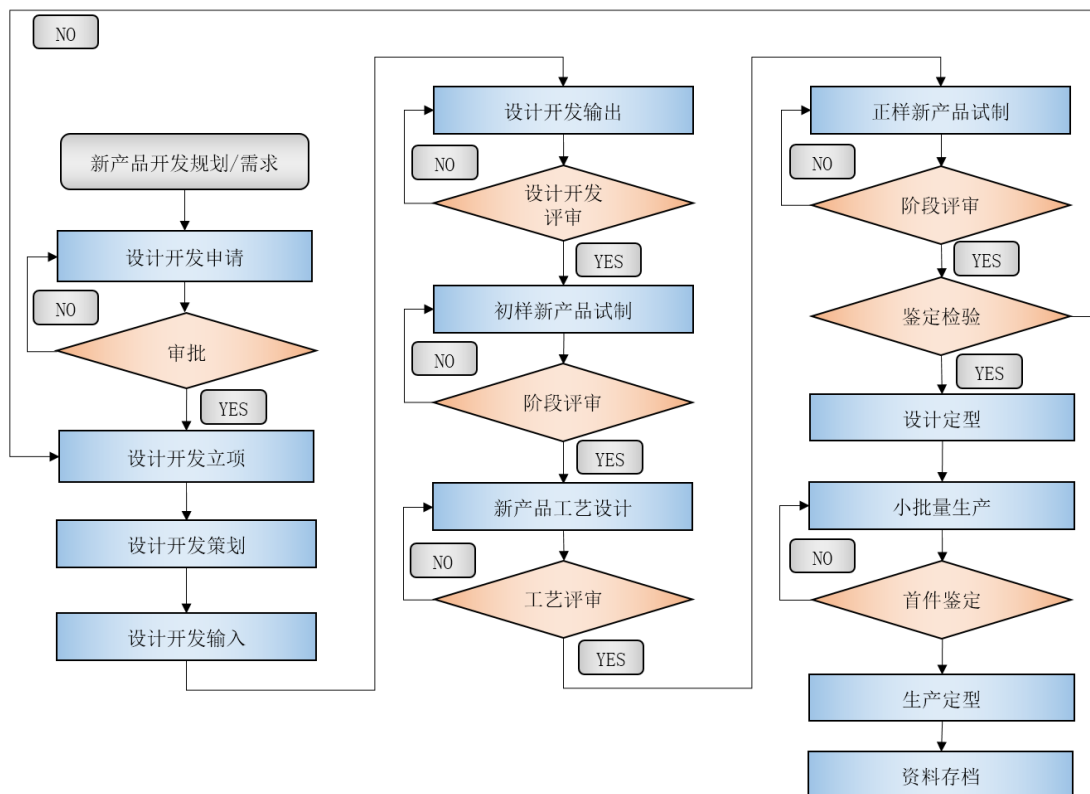 NO
新产品开发规划/需求
设计开发申请
NO
审批
YES
设计开发立项
设计开发策划
设计开发输入
设计开发输出
NO
设计开发
评审
YES
初样新产品试制
NO
阶段评审
YES
新产品工艺设计
NO
工艺评审
YES
正样新产品试制
NO
阶段评审
YES
鉴定检验
YES
设计定型
小批量生产
NO
首件鉴定
生产定型
资料存档